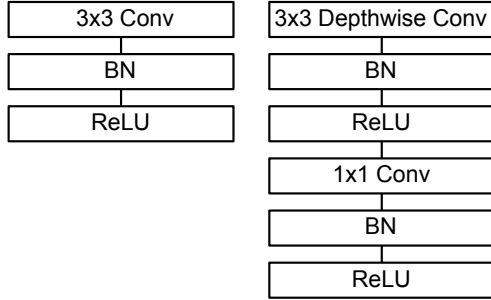 3x3 Conv
BN
ReLU
3x3 Depthwise Conv
BN
ReLU
1x1 Conv
BN
ReLU